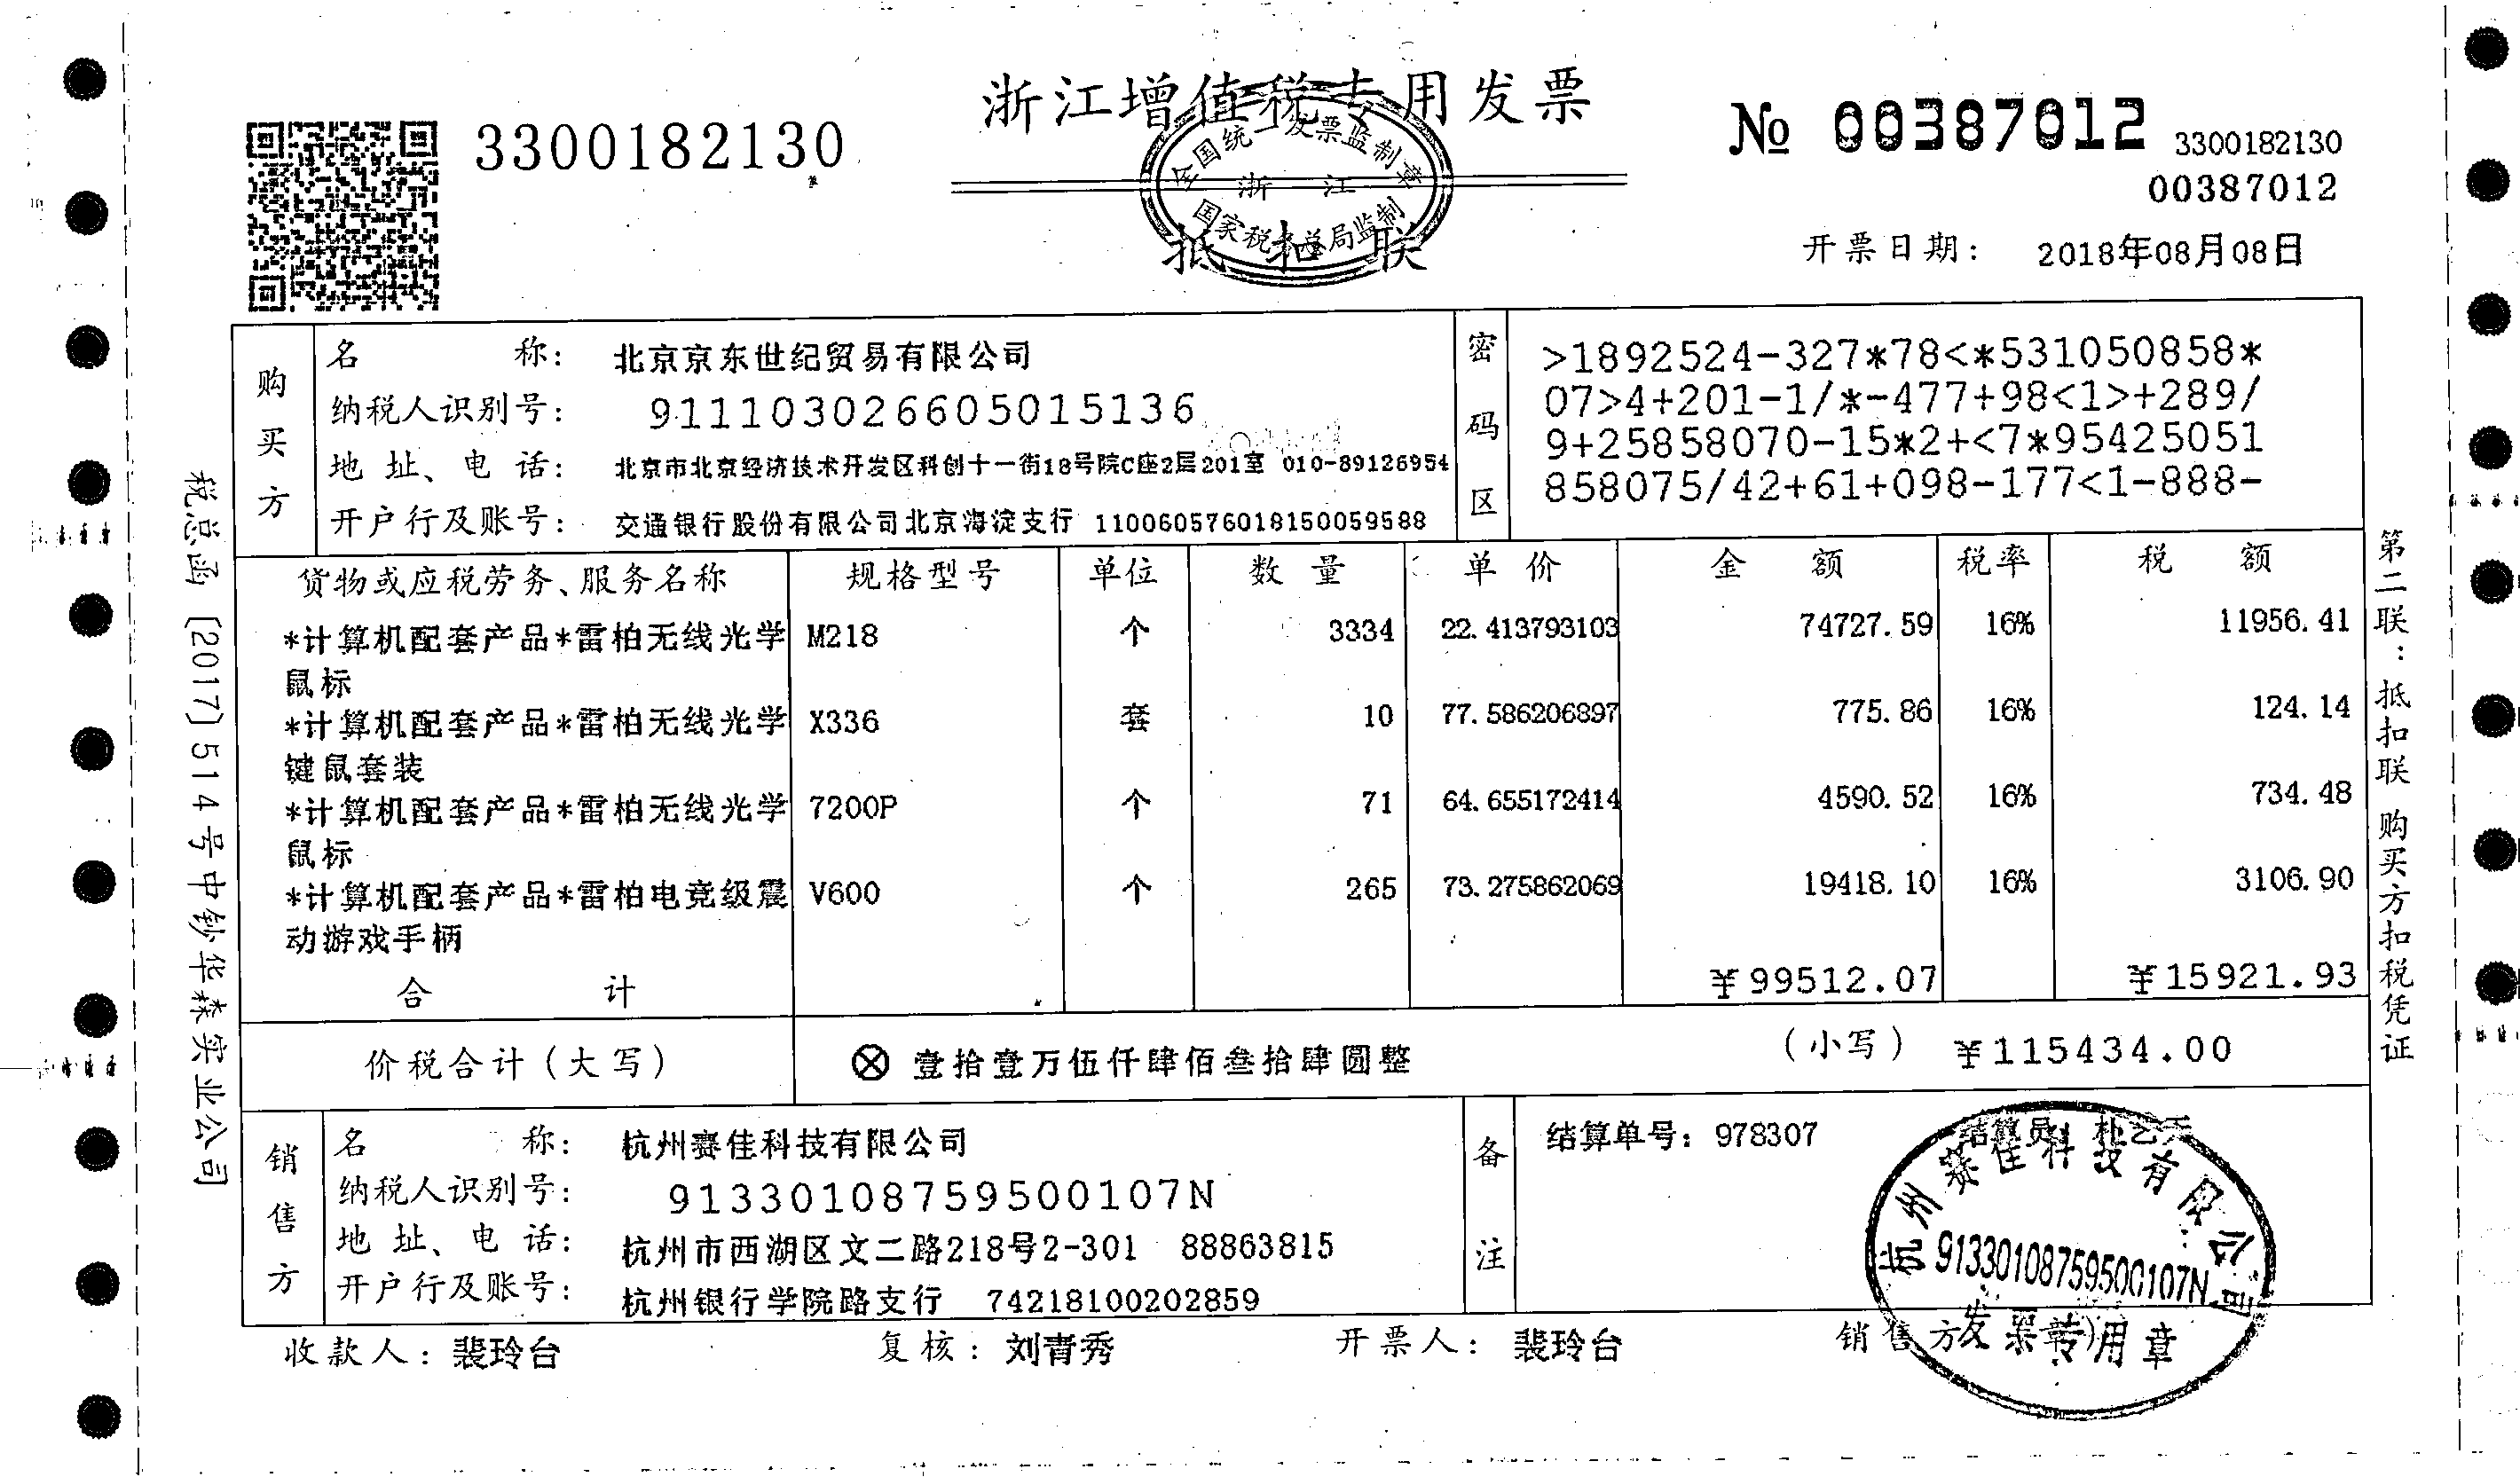 浙江增值税专用发票
3300182130
№ 00387012
3300182130
00387012
全国统一发票监制章
浙 江
国家税务总局监制
抵扣联
开票日期： 2018年08月08日
购买方
名 称： 北京京东世纪贸易有限公司
纳税人识别号： 911103026605015136
地 址、电 话： 北京市北京经济技术开发区科创十一街18号院C座2层201室 010-89126954
开户行及账号： 交通银行股份有限公司北京海淀支行 110060576018150059588
密码区
>1892524-327*78<*531050858*
07>4+201-1/*-477+98<1>+289/
9+25858070-15*2+<7*95425051
858075/42+61+098-177<1-888-
货物或应税劳务、服务名称 规格型号 单位 数 量 单 价 金 额 税率 税 额
*计算机配套产品*雷柏无线光学 M218 个 3334 22.413793103 74727.59 16% 11956.41
鼠标
*计算机配套产品*雷柏无线光学 X336 套 10 77.586206897 775.86 16% 124.14
键鼠套装
*计算机配套产品*雷柏无线光学 7200P 个 71 64.655172414 4590.52 16% 734.48
鼠标
*计算机配套产品*雷柏电竞级震 V600 个 265 73.275862069 19418.10 16% 3106.90
动游戏手柄
合 计 ￥99512.07 ￥15921.93
价税合计（大写） ⊗ 壹拾壹万伍仟肆佰叁拾肆圆整 （小写） ￥115434.00
销售方
名 称： 杭州赛佳科技有限公司
纳税人识别号： 91330108759500107N
地 址、电 话： 杭州市西湖区文二路218号2-301 88863815
开户行及账号： 杭州银行学院路支行 74218100202859
备注
结算单号：978307 结算员：朴艺天
杭州赛佳科技有限公司
91330108759500107N
发票专用章
收款人：裴玲台 复核：刘青秀 开票人：裴玲台 销售方：（章）
税总函〔2017〕514号中钞华森实业公司
第二联：抵扣联 购买方扣税凭证